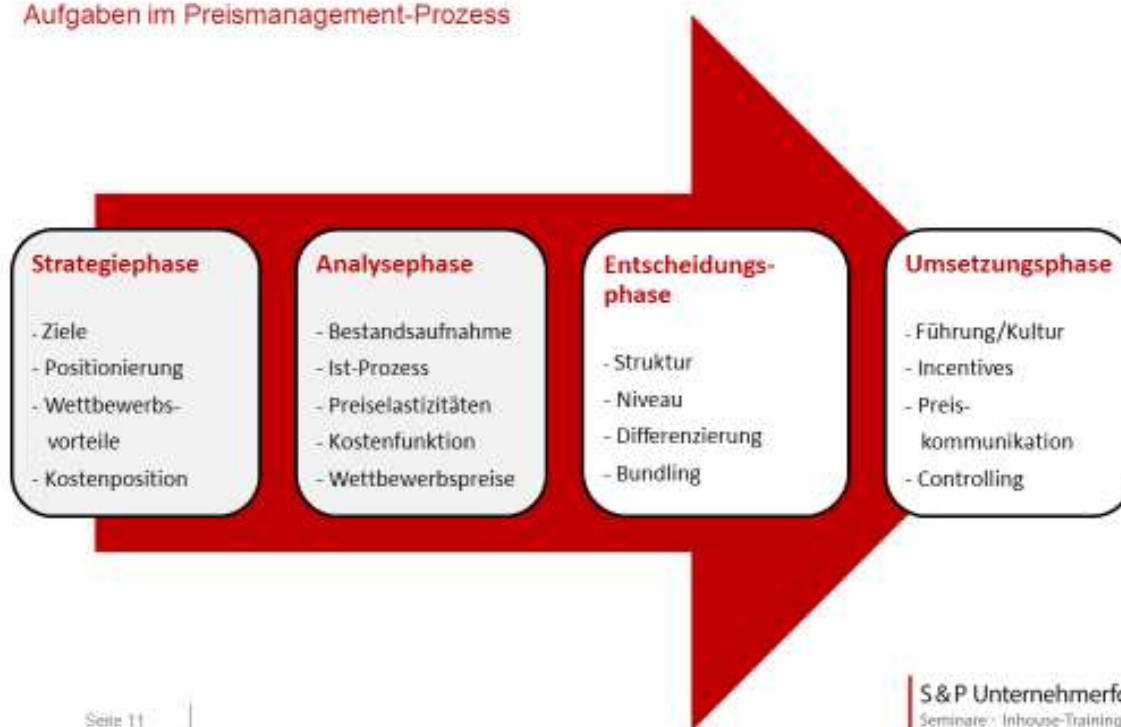 Aufgaben im Preismanagement-Prozess
Strategiephase
- Ziele
- Positionierung
- Wettbewerbs-
vorteile
- Kostenposition
Analysephase
- Bestandsaufnahme
- Ist-Prozess
- Preiselastizitäten
- Kostenfunktion
- Wettbewerbspreise
Entscheidungs-
phase
- Struktur
- Niveau
- Differenzierung
- Bundling
Umsetzungsphase
- Führung/Kultur
- Incentives
- Preis-
kommunikation
- Controlling
Seite 11
S&P Unternehmerfo
Seminare · Inhouse-Training